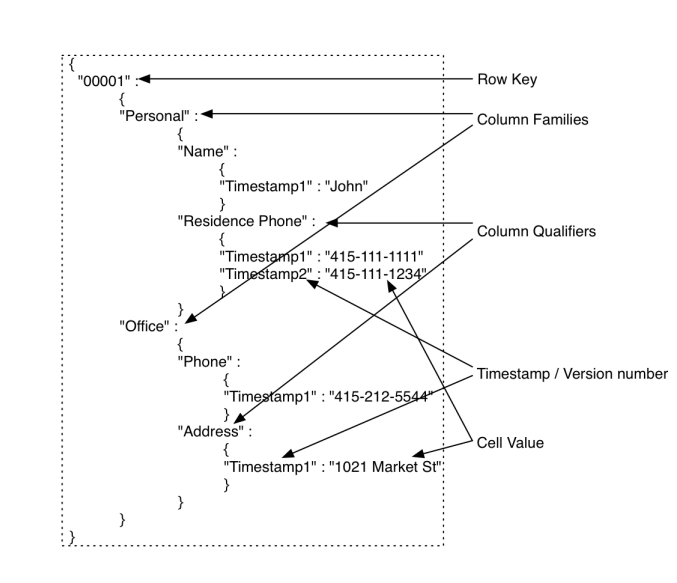 {
"00001" :
Row Key
{
"Personal" :
Column Families
{
"Name" :
{
"Timestamp1" : "John"
}
"Residence Phone" :
Column Qualifiers
{
"Timestamp1" : "415-111-1111"
"Timestamp2" : "415-111-1234"
}
}
"Office" :
{
"Phone" :
Timestamp / Version number
{
"Timestamp1" : "415-212-5544"
}
"Address" :
Cell Value
{
"Timestamp1" : "1021 Market St"
}
}
}
}